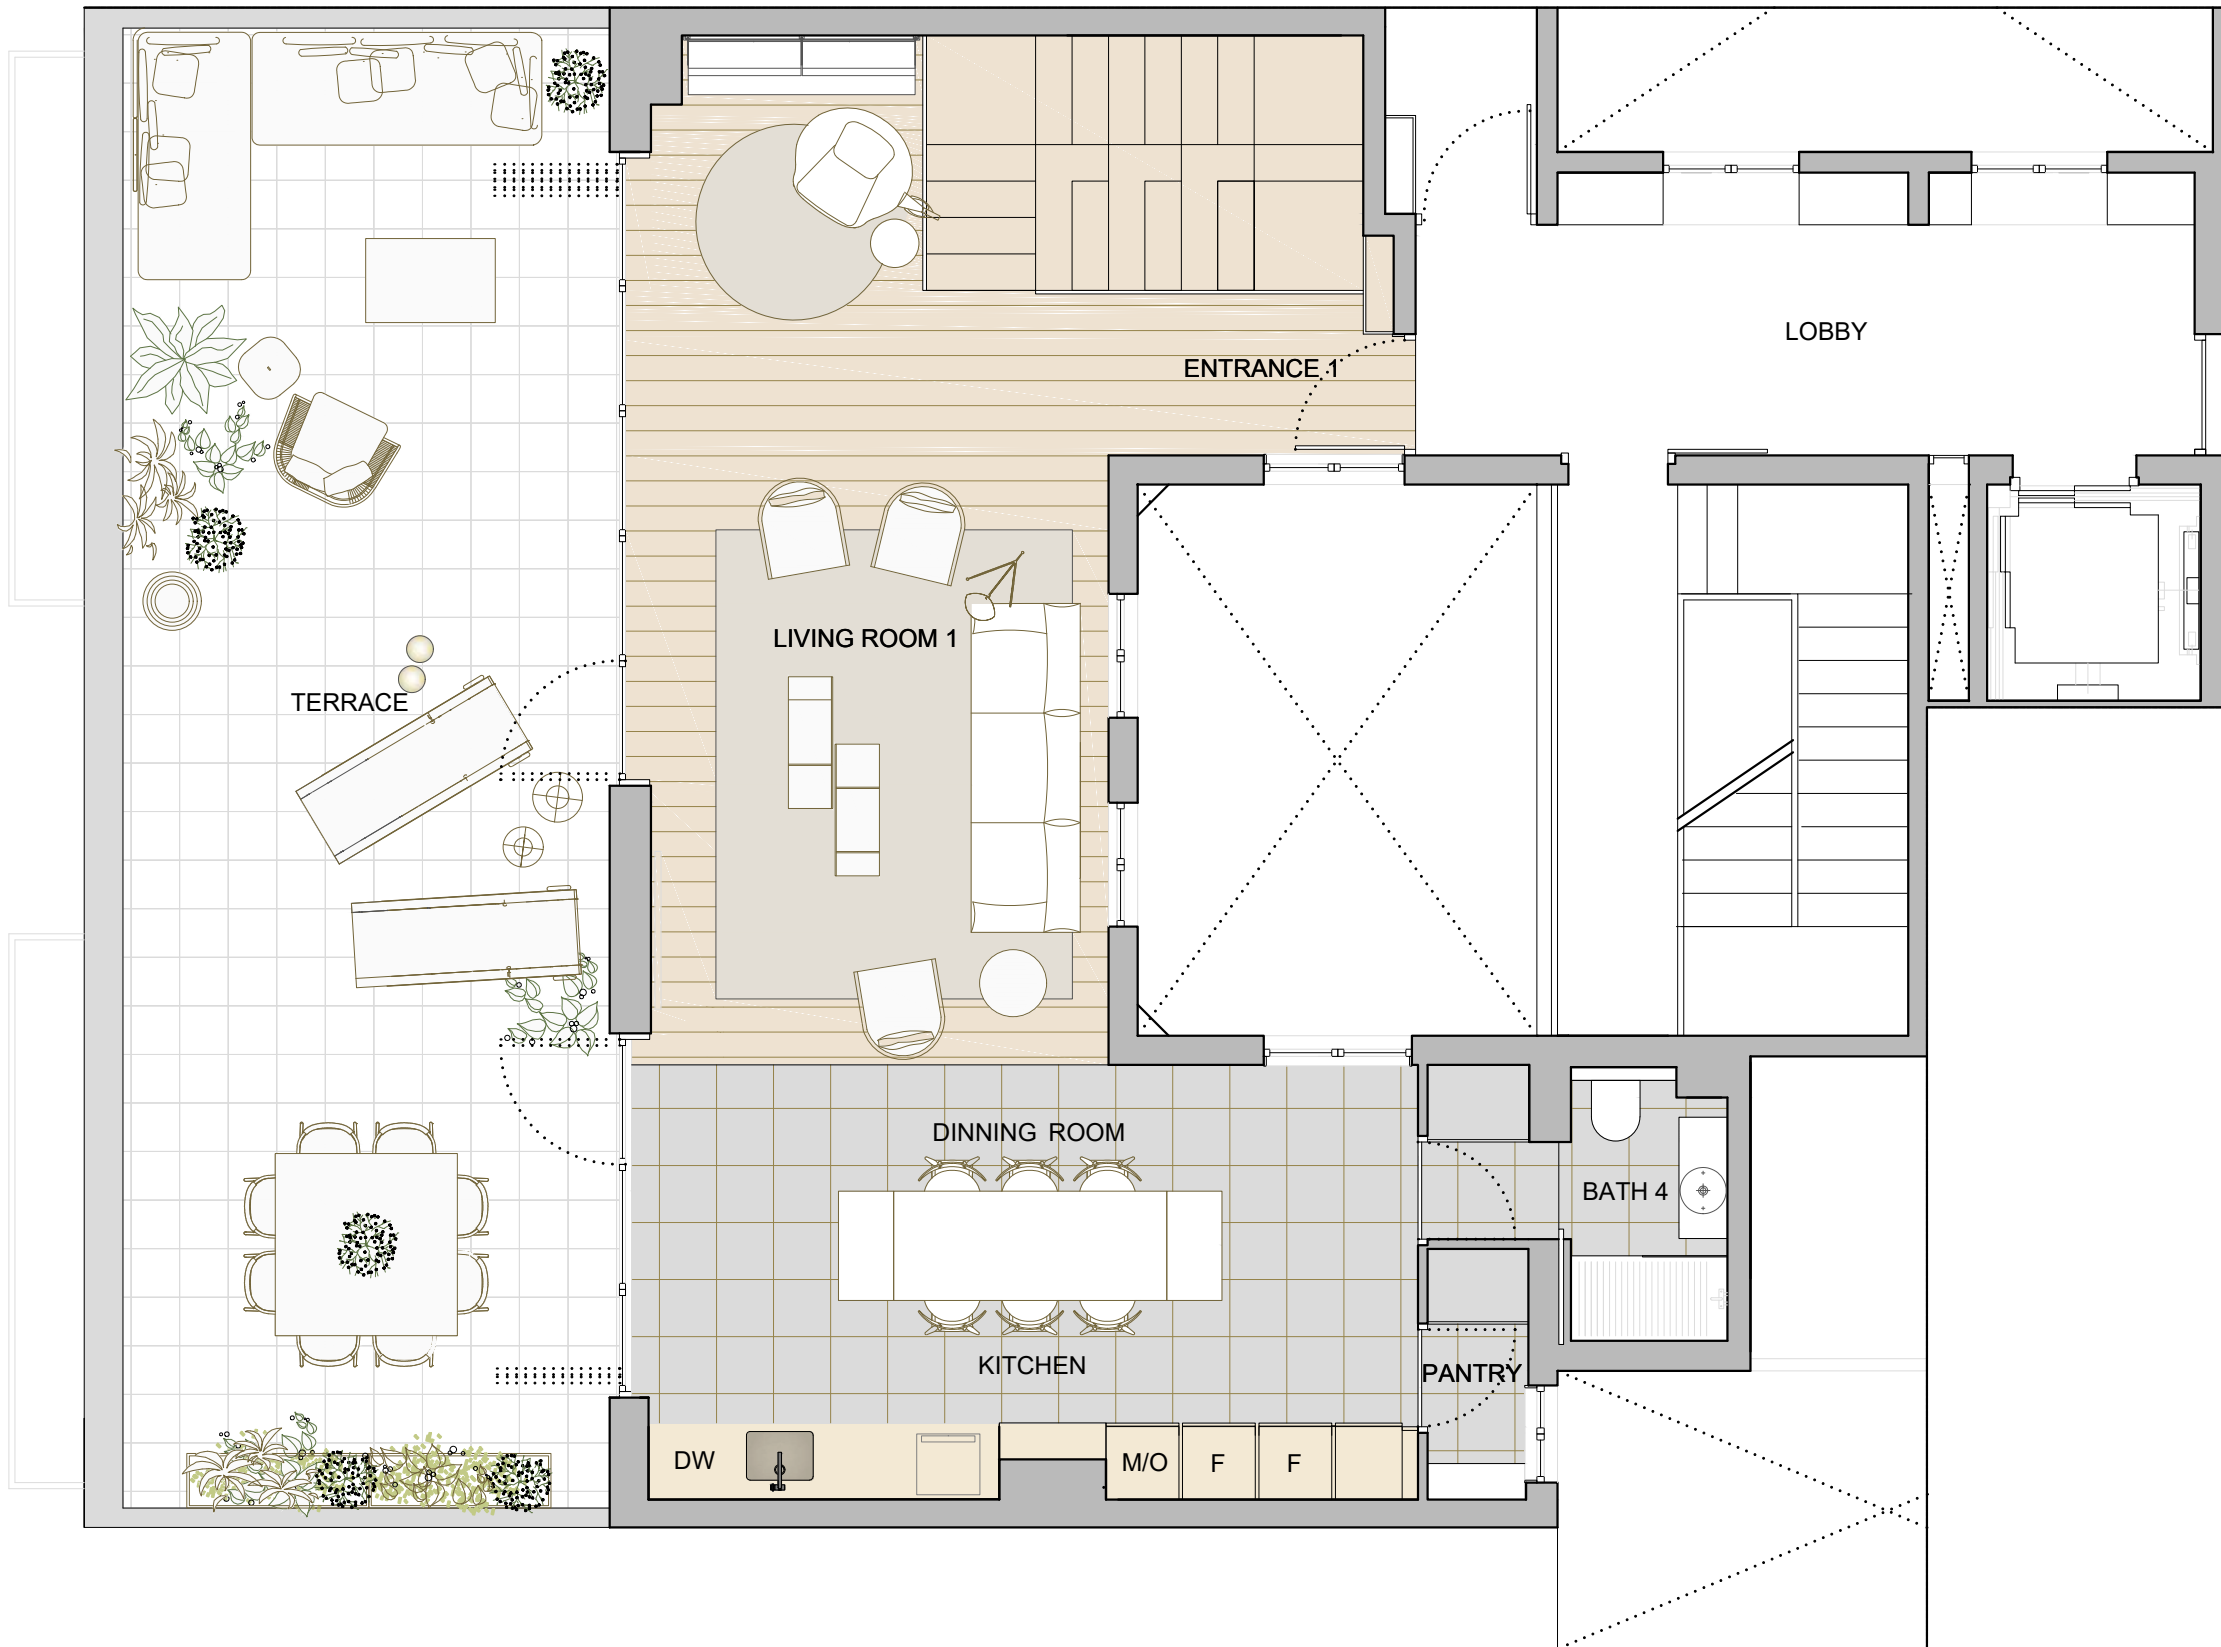 LOBBY
ENTRANCE 1
LIVING ROOM 1
TERRACE
DINNING ROOM
BATH 4
KITCHEN
PANTRY
DW
M/O
F
F